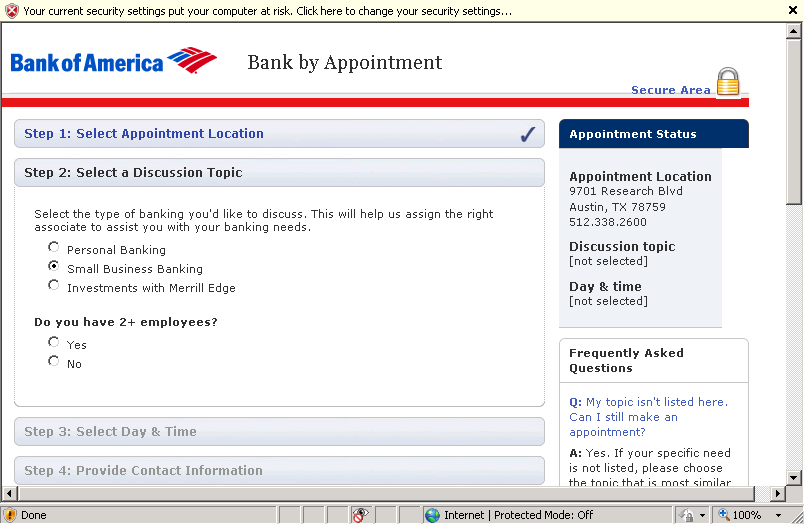 Your current security settings put your computer at risk. Click here to change your security settings...
Bank of America
Bank by Appointment
Secure Area
Step 1: Select Appointment Location
Step 2: Select a Discussion Topic
Select the type of banking you'd like to discuss. This will help us assign the right
associate to assist you with your banking needs.
Personal Banking
Small Business Banking
Investments with Merrill Edge
Do you have 2+ employees?
Yes
No
Step 3: Select Day & Time
Step 4: Provide Contact Information
Appointment Status
Appointment Location
9701 Research Blvd
Austin, TX 78759
512.338.2600
Discussion topic
[not selected]
Day & time
[not selected]
Frequently Asked
Questions
Q: My topic isn't listed here.
Can I still make an
appointment?
A: Yes. If your specific need
is not listed, please choose
the topic that is most similar
Done
Internet | Protected Mode: Off
100%